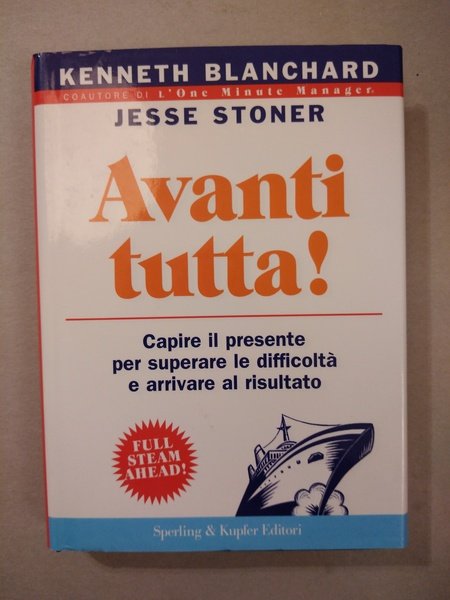 KENNETH BLANCHARD
COAUTORE DI L'One Minute Manager®
JESSE STONER
Avanti
tutta!
Capire il presente
per superare le difficoltà
e arrivare al risultato
FULL
STEAM
AHEAD!
Sperling & Kupfer Editori